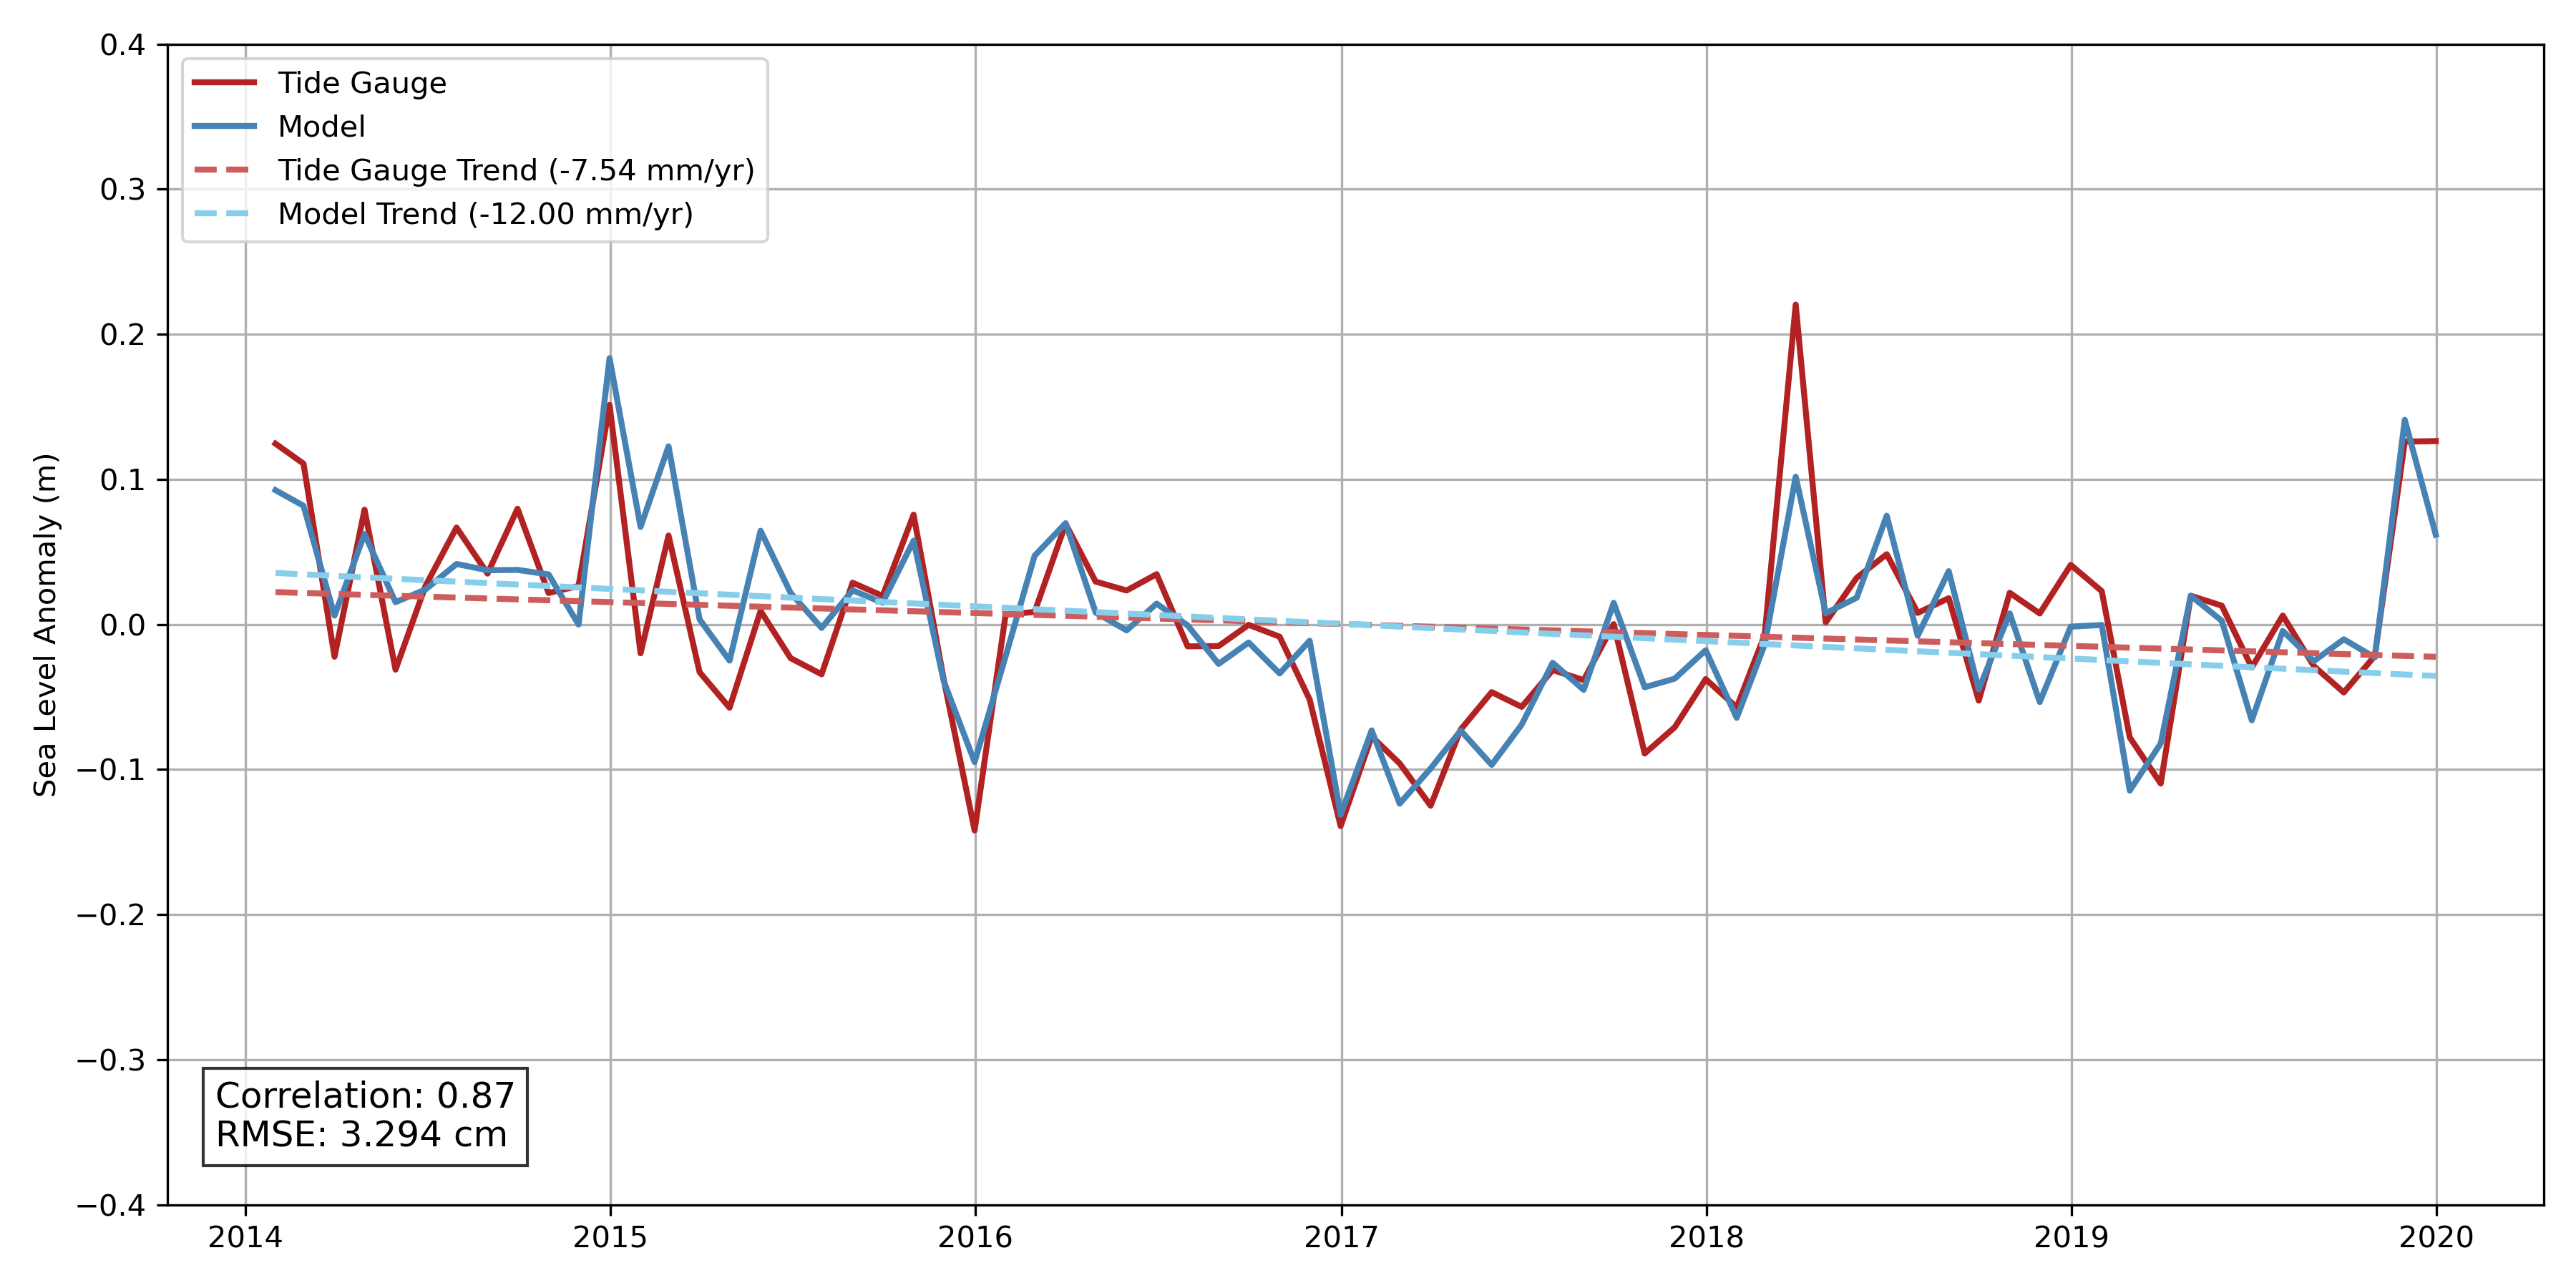 0.4
0.3
0.2
0.1
0.0
−0.1
−0.2
−0.3
−0.4
Sea Level Anomaly (m)
Tide Gauge
Model
Tide Gauge Trend (-7.54 mm/yr)
Model Trend (-12.00 mm/yr)
Correlation: 0.87
RMSE: 3.294 cm
2014 2015 2016 2017 2018 2019 2020